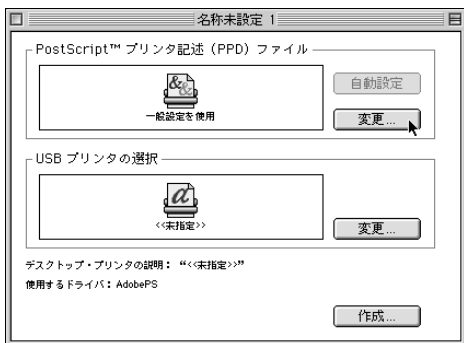 名称未設定 1
PostScript™ プリンタ記述（PPD）ファイル
一般設定を使用
自動設定
変更...
USB プリンタの選択
<<未指定>>
変更...
デスクトップ・プリンタの説明： “<<未指定>>”
使用するドライバ：AdobePS
作成...